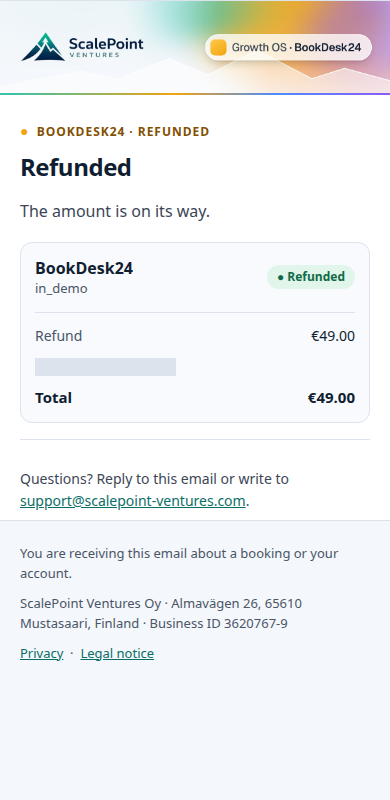 ScalePoint
VENTURES
Growth OS · BookDesk24
BOOKDESK24 · REFUNDED
Refunded
The amount is on its way.
BookDesk24
in_demo
Refunded
Refund €49.00
Total €49.00
Questions? Reply to this email or write to
support@scalepoint-ventures.com.
You are receiving this email about a booking or your
account.
ScalePoint Ventures Oy · Almavägen 26, 65610
Mustasaari, Finland · Business ID 3620767-9
Privacy · Legal notice